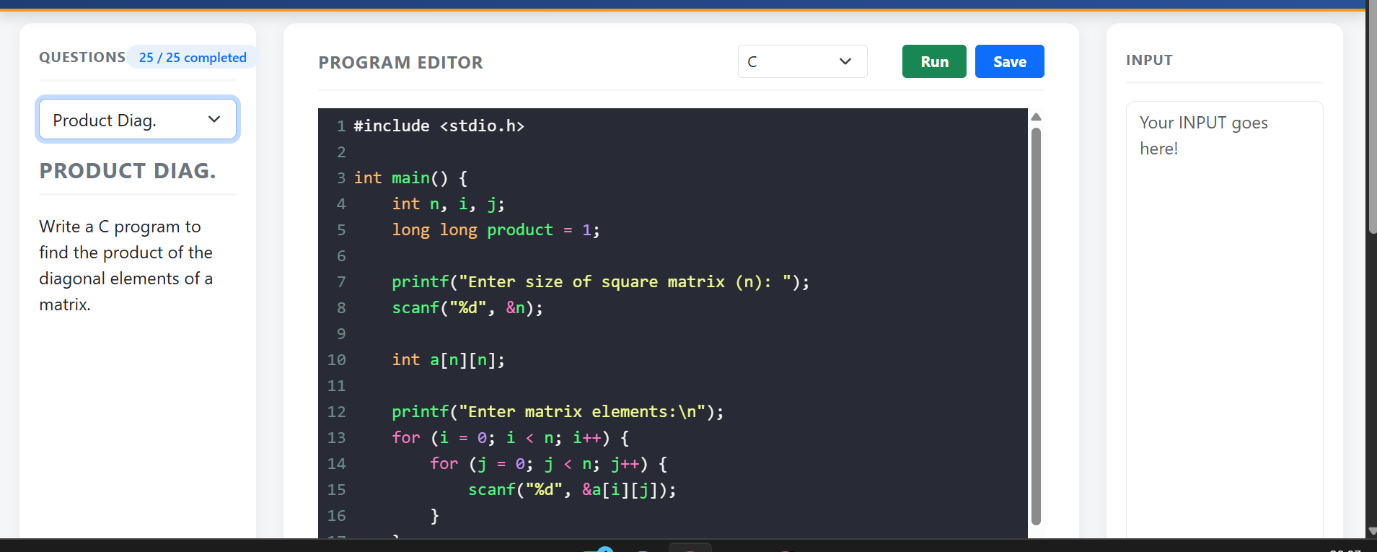 QUESTIONS 25 / 25 completed
Product Diag.
PRODUCT DIAG.
Write a C program to
find the product of the
diagonal elements of a
matrix.
PROGRAM EDITOR
C
Run
Save
1 #include <stdio.h>
2
3 int main() {
4     int n, i, j;
5     long long product = 1;
6
7     printf("Enter size of square matrix (n): ");
8     scanf("%d", &n);
9
10     int a[n][n];
11
12     printf("Enter matrix elements:\n");
13     for (i = 0; i < n; i++) {
14         for (j = 0; j < n; j++) {
15             scanf("%d", &a[i][j]);
16         }
INPUT
Your INPUT goes
here!